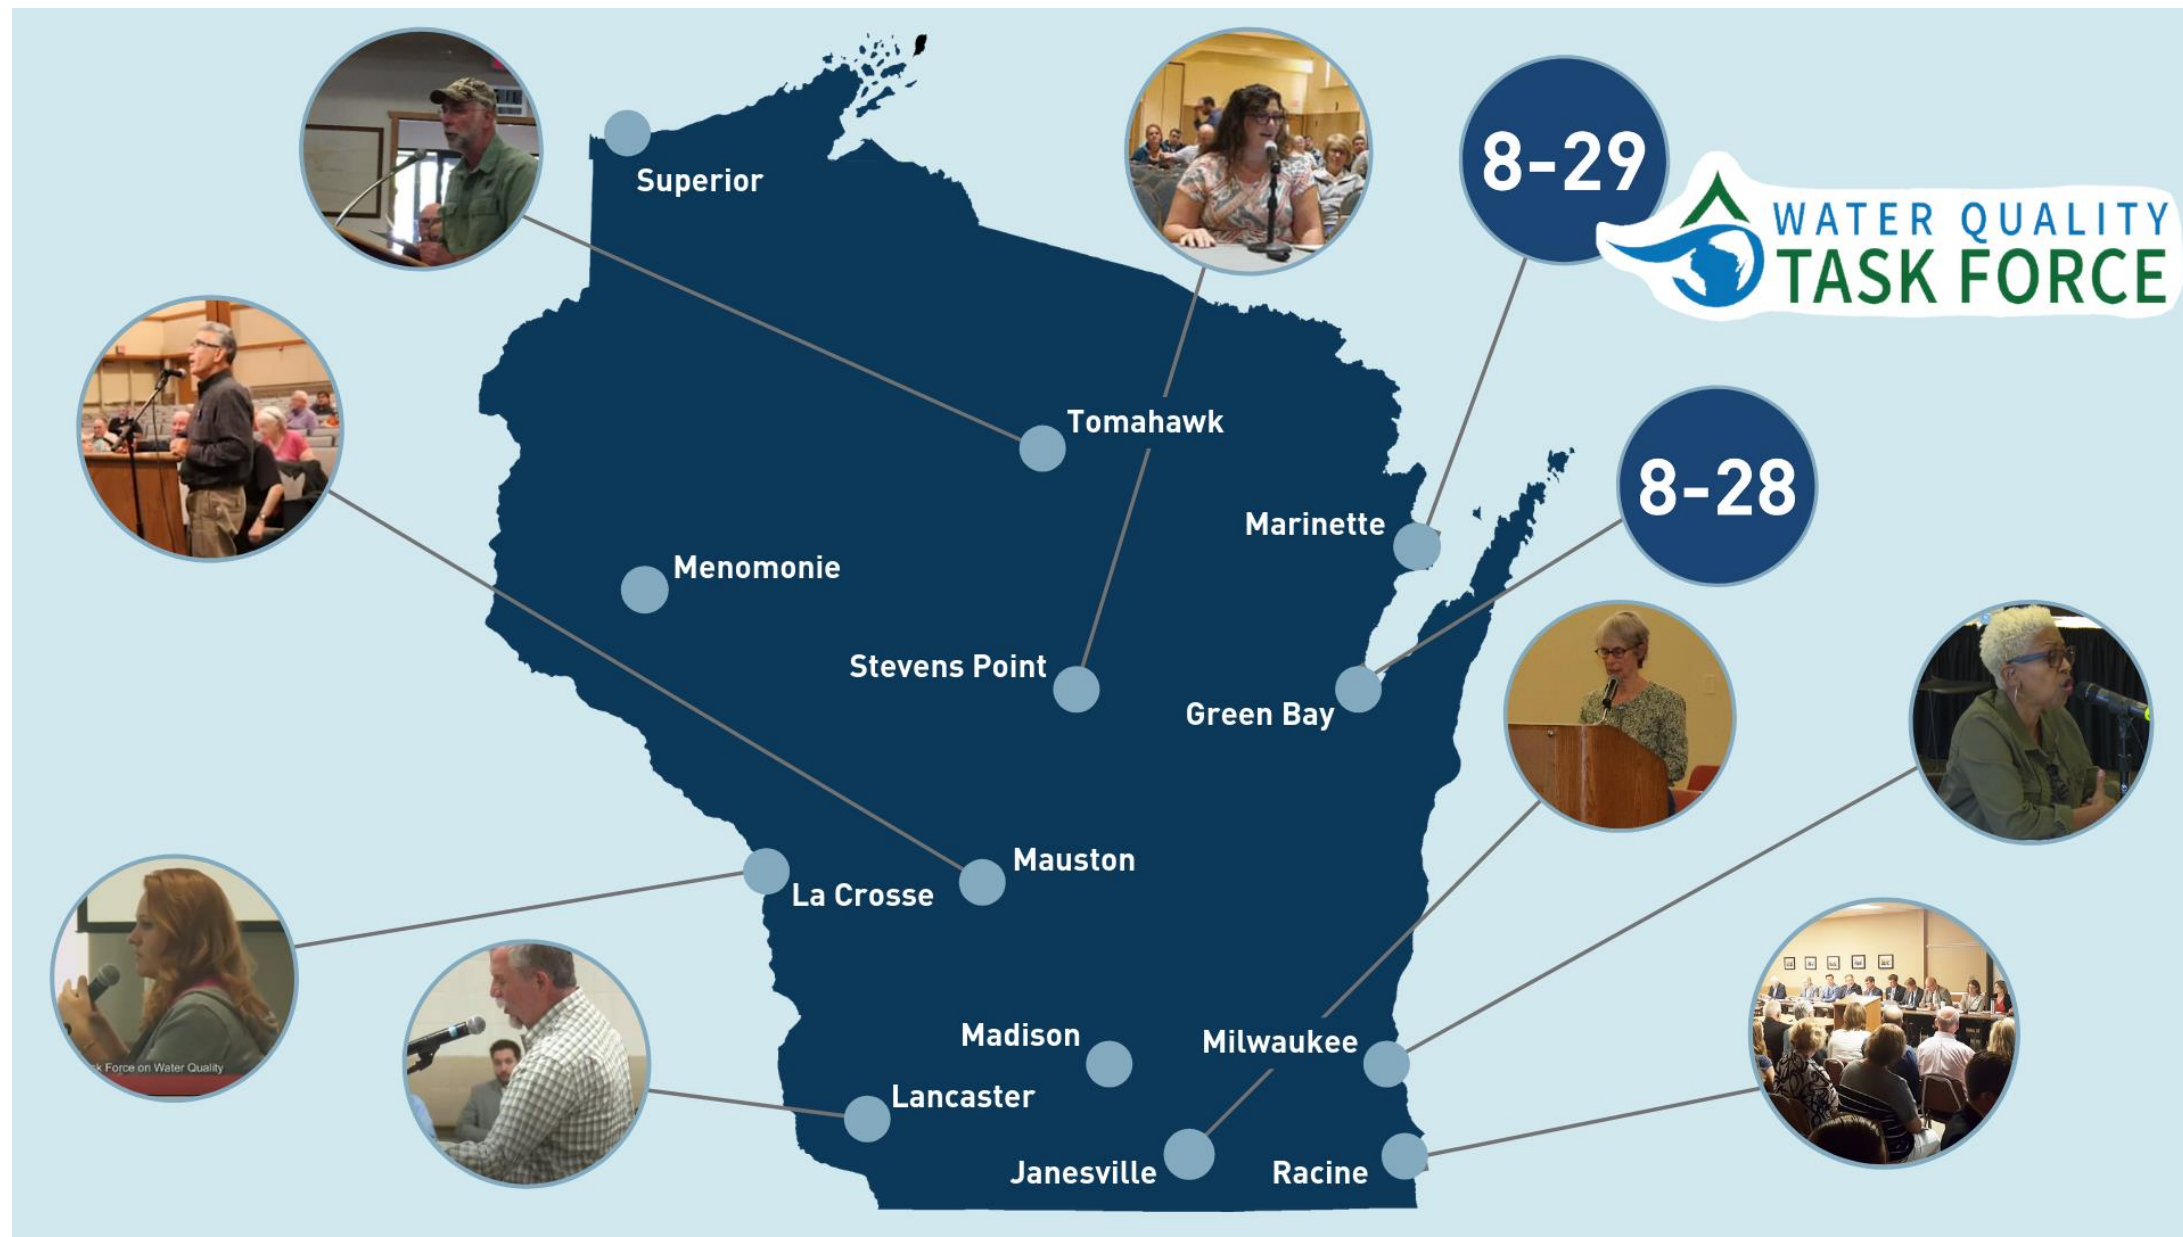 Superior
8-29
WATER QUALITY
TASK FORCE
Tomahawk
8-28
Marinette
Menomonie
Stevens Point
Green Bay
Mauston
La Crosse
k Force on Water Quality
Madison
Milwaukee
Lancaster
Janesville
Racine